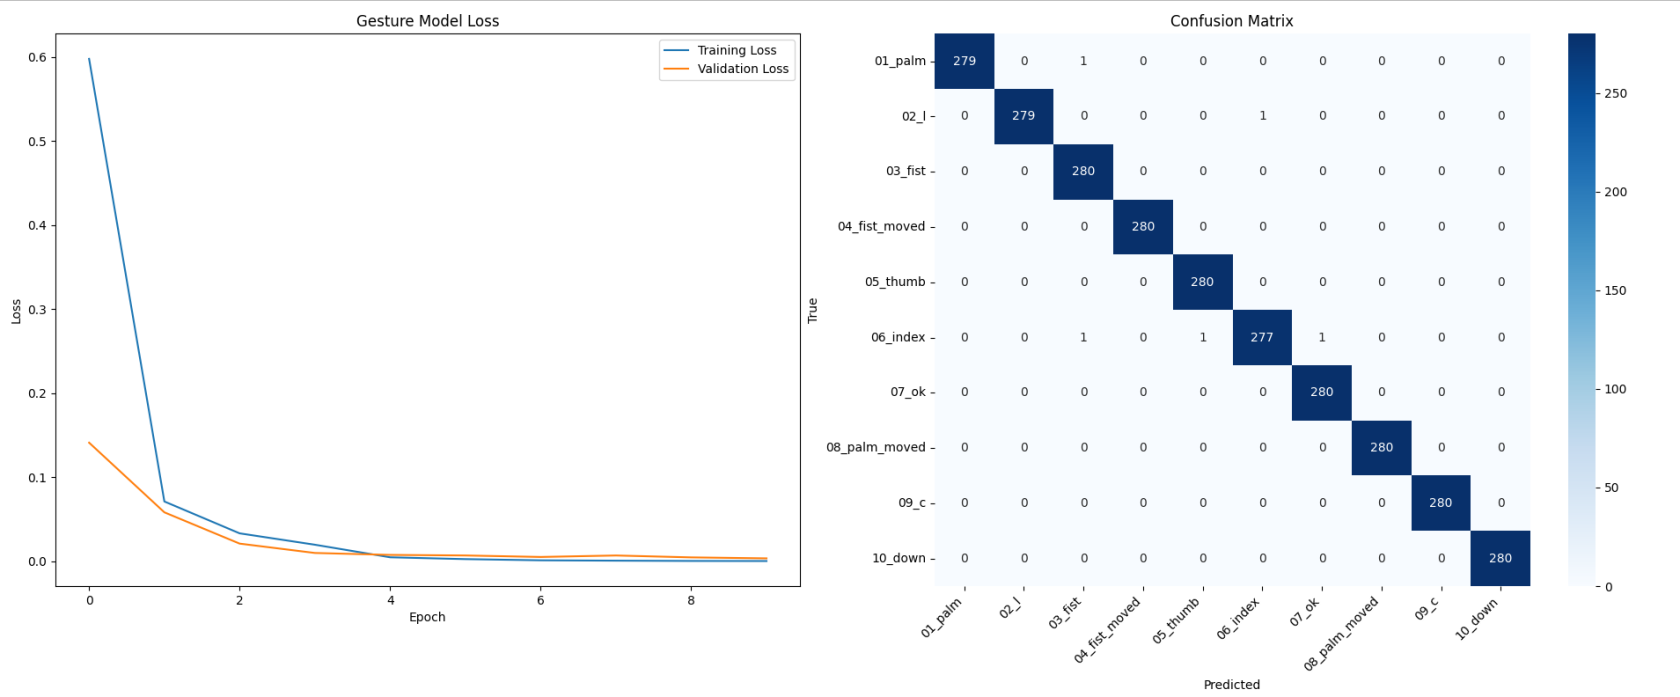 Gesture Model Loss
Training Loss
Validation Loss
0.6
0.5
0.4
0.3
0.2
0.1
0.0
Loss
0 2 4 6 8
Epoch
Confusion Matrix
True
01_palm 279 0 1 0 0 0 0 0 0 0
02_l 0 279 0 0 0 1 0 0 0 0
03_fist 0 0 280 0 0 0 0 0 0 0
04_fist_moved 0 0 0 280 0 0 0 0 0 0
05_thumb 0 0 0 0 280 0 0 0 0 0
06_index 0 0 1 0 1 277 1 0 0 0
07_ok 0 0 0 0 0 0 280 0 0 0
08_palm_moved 0 0 0 0 0 0 0 280 0 0
09_c 0 0 0 0 0 0 0 0 280 0
10_down 0 0 0 0 0 0 0 0 0 280
01_palm 02_l 03_fist 04_fist_moved 05_thumb 06_index 07_ok 08_palm_moved 09_c 10_down
Predicted
250
200
150
100
50
0